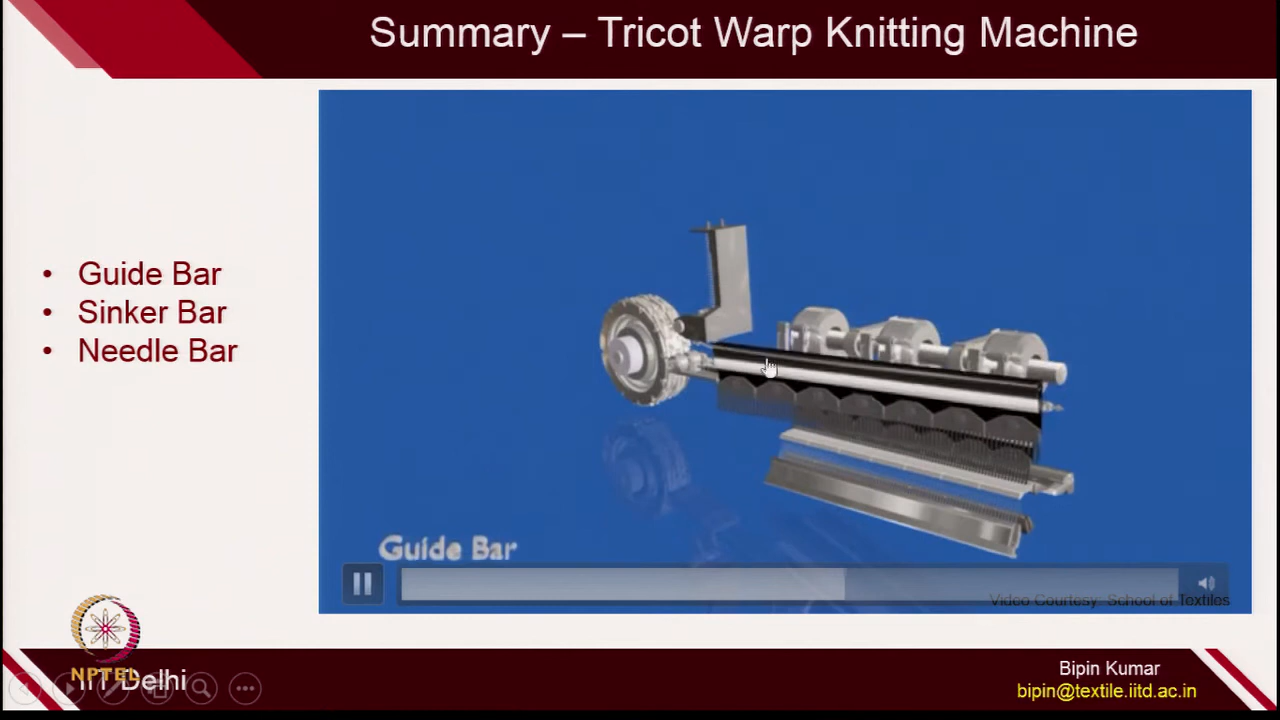 Summary – Tricot Warp Knitting Machine
• Guide Bar
• Sinker Bar
• Needle Bar
Guide Bar
Video Courtesy: School of Textiles
NPTEL
IIT Delhi
Bipin Kumar
bipin@textile.iitd.ac.in